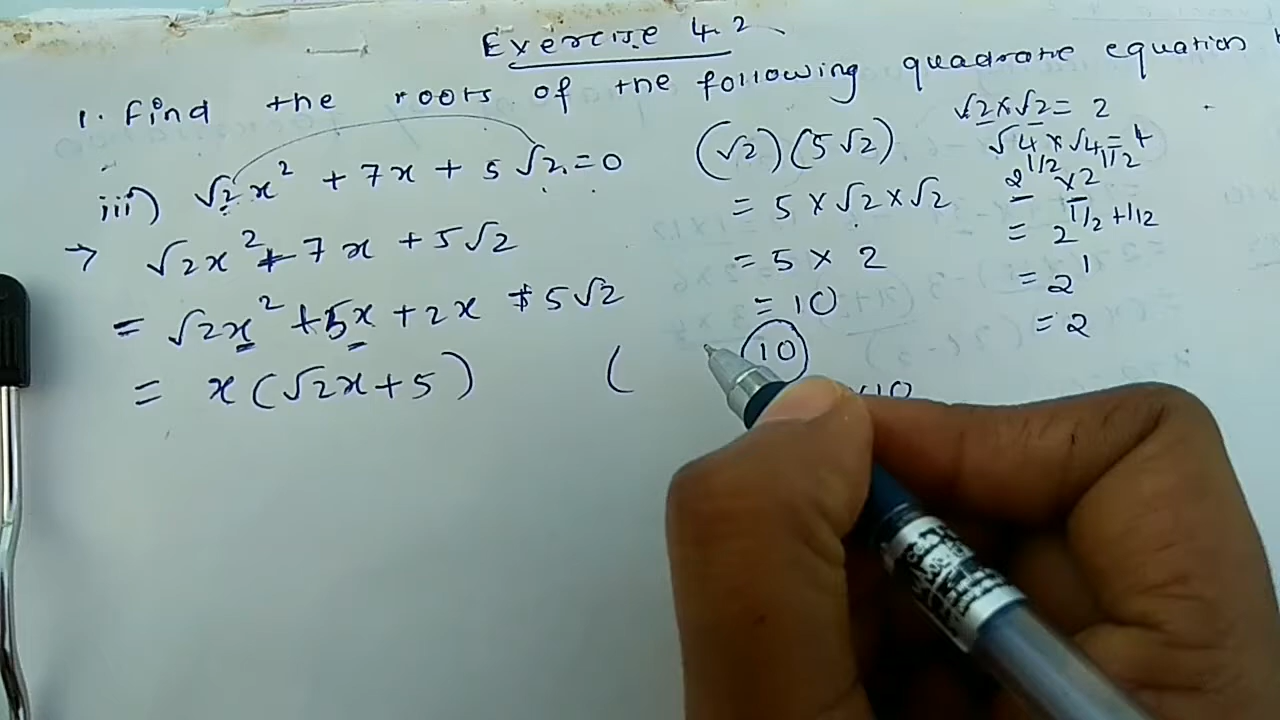 Exercise 4.2
1. Find the roots of the following quadratic equation
iii) √2x² + 7x + 5√2 = 0
→ √2x² + 7x + 5√2
= √2x² + 5x + 2x + 5√2
= x(√2x + 5) (
(√2)(5√2)
= 5 × √2 × √2
= 5 × 2
= 10
10
×10
√2 × √2 = 2
√4 × √4 = 4
2^1/2 × 2^1/2
= 2^1/2 + 1/2
= 2^1
= 2